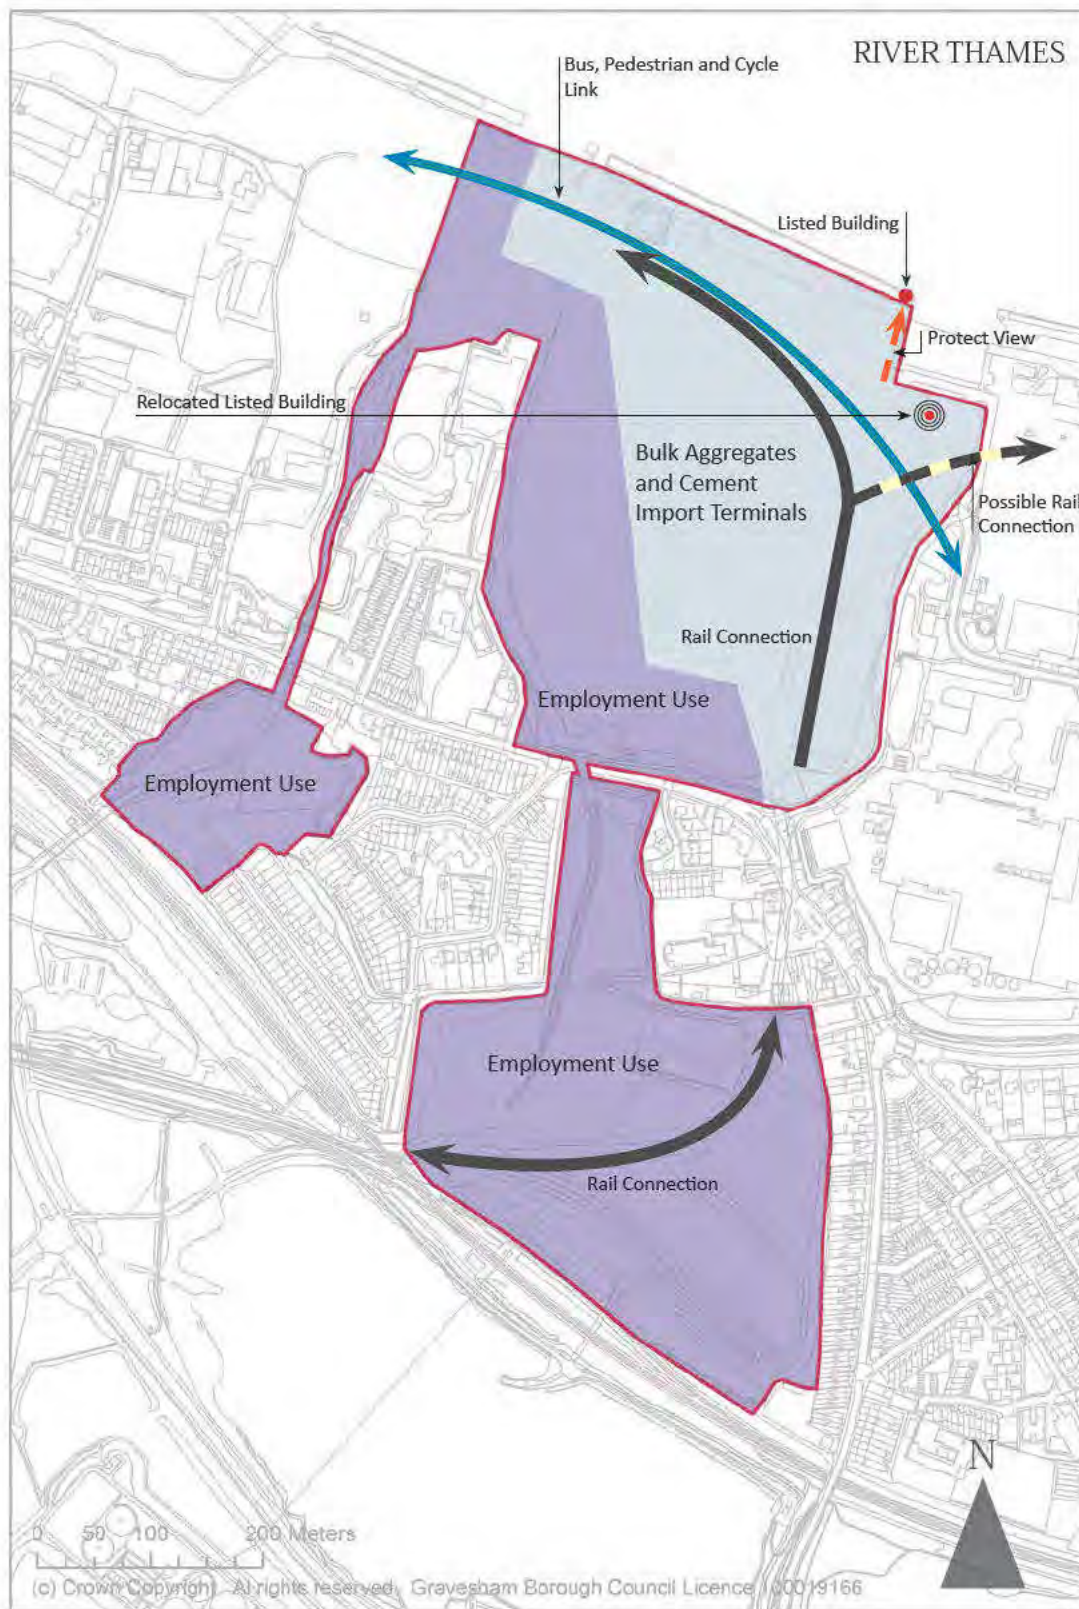 RIVER THAMES
Bus, Pedestrian and Cycle
Link
Listed Building
Protect View
Relocated Listed Building
Bulk Aggregates
and Cement
Import Terminals
Possible Rail
Connection
Rail Connection
Employment Use
Employment Use
Employment Use
Rail Connection
N
0 50 100 200 Meters
(c) Crown Copyright. All rights reserved. Gravesham Borough Council Licence 100019166